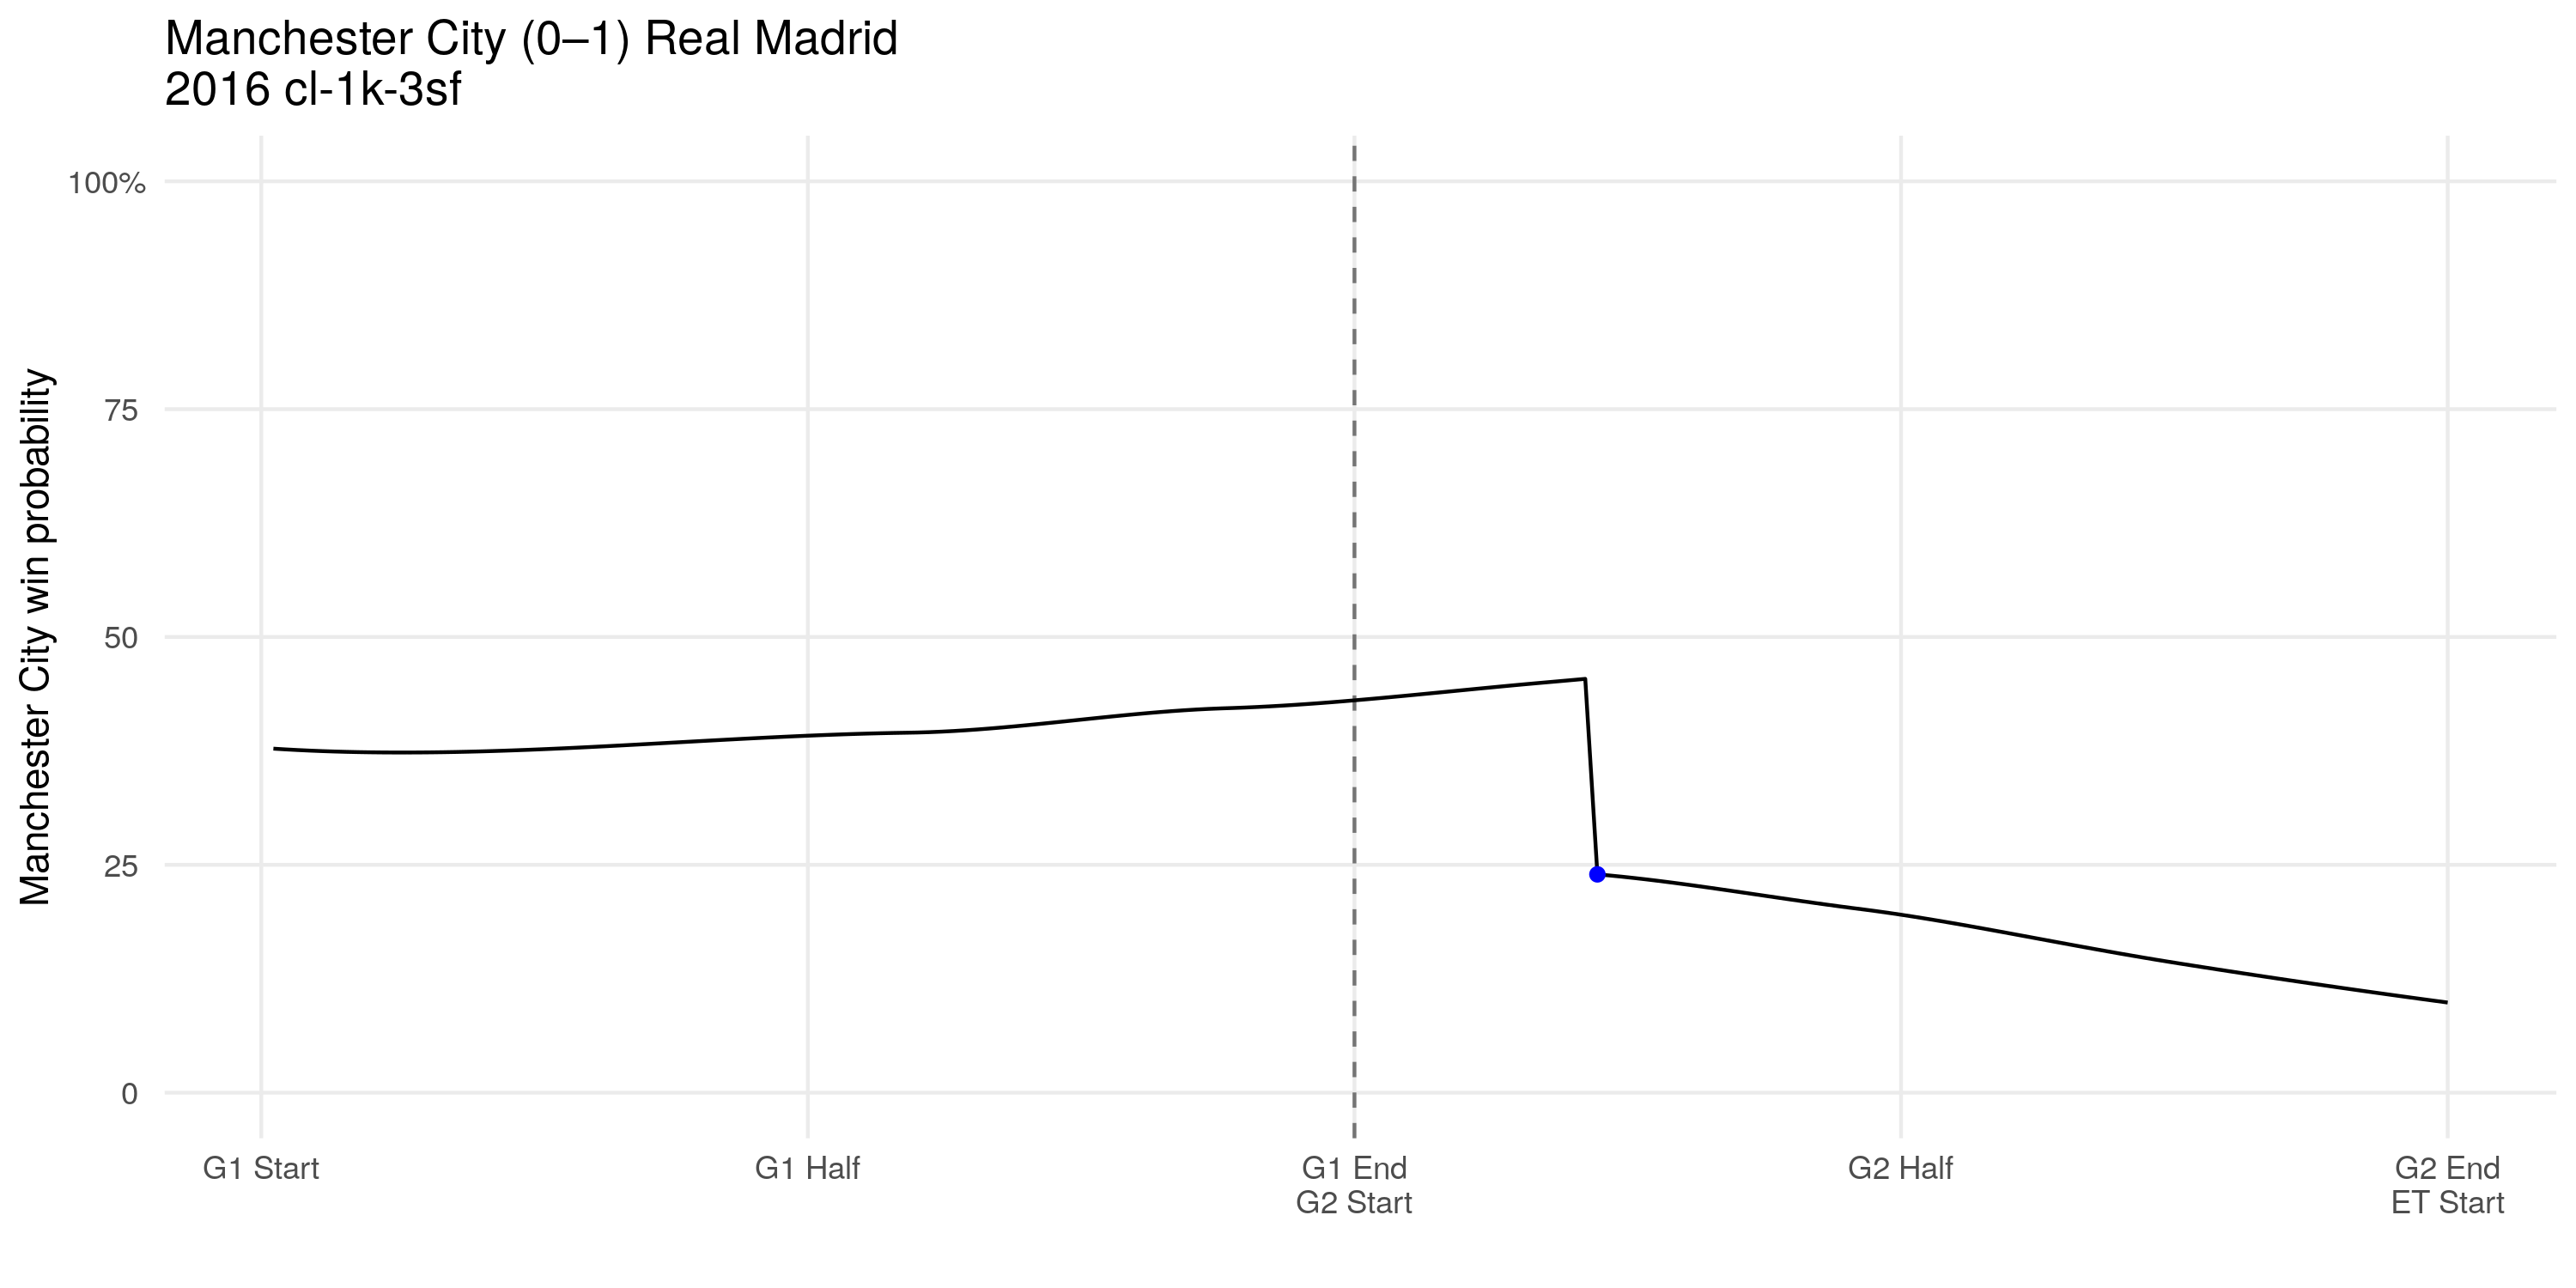 Manchester City (0–1) Real Madrid
2016 cl-1k-3sf
Manchester City win probability
100%
75
50
25
0
G1 Start
G1 Half
G1 End
G2 Start
G2 Half
G2 End
ET Start